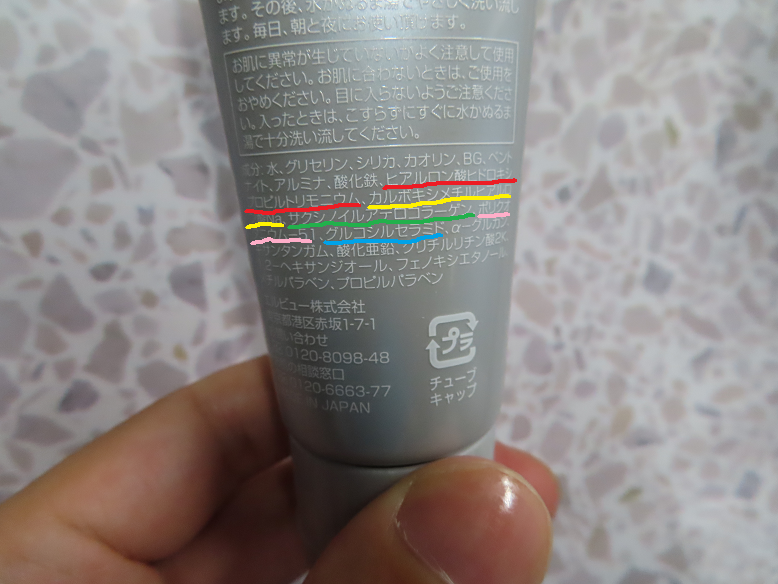 ます。その後、水かぬるま湯でやさしく洗い流し
ます。毎日、朝と夜にお使い頂けます。
お肌に異常が生じていないかよく注意して使用
してください。お肌に合わないときは、ご使用を
おやめください。目に入らないようご注意くださ
い。入ったときは、こすらずにすぐに水かぬるま
湯で十分洗い流してください。
成分:水、グリセリン、シリカ、カオリン、BG、ベント
ナイト、アルミナ、酸化鉄、ヒアルロン酸ヒドロキシ
プロピルトリモニウム、カルボキシメチルヒアル
サクシノイルアテロコラーゲン
グルコシルセラミド、α-グルカン
キサンタンガム、酸化亜鉛、グリチルリチン酸2K、
2-ヘキサンジオール、フェノキシエタノール、
チルパラベン、プロピルパラベン
ビュー株式会社
京都港区赤坂1-7-1
問い合わせ
0120-8098-48
相談窓口
0120-6663-77
IN JAPAN
プラ
チューブ
キャップ